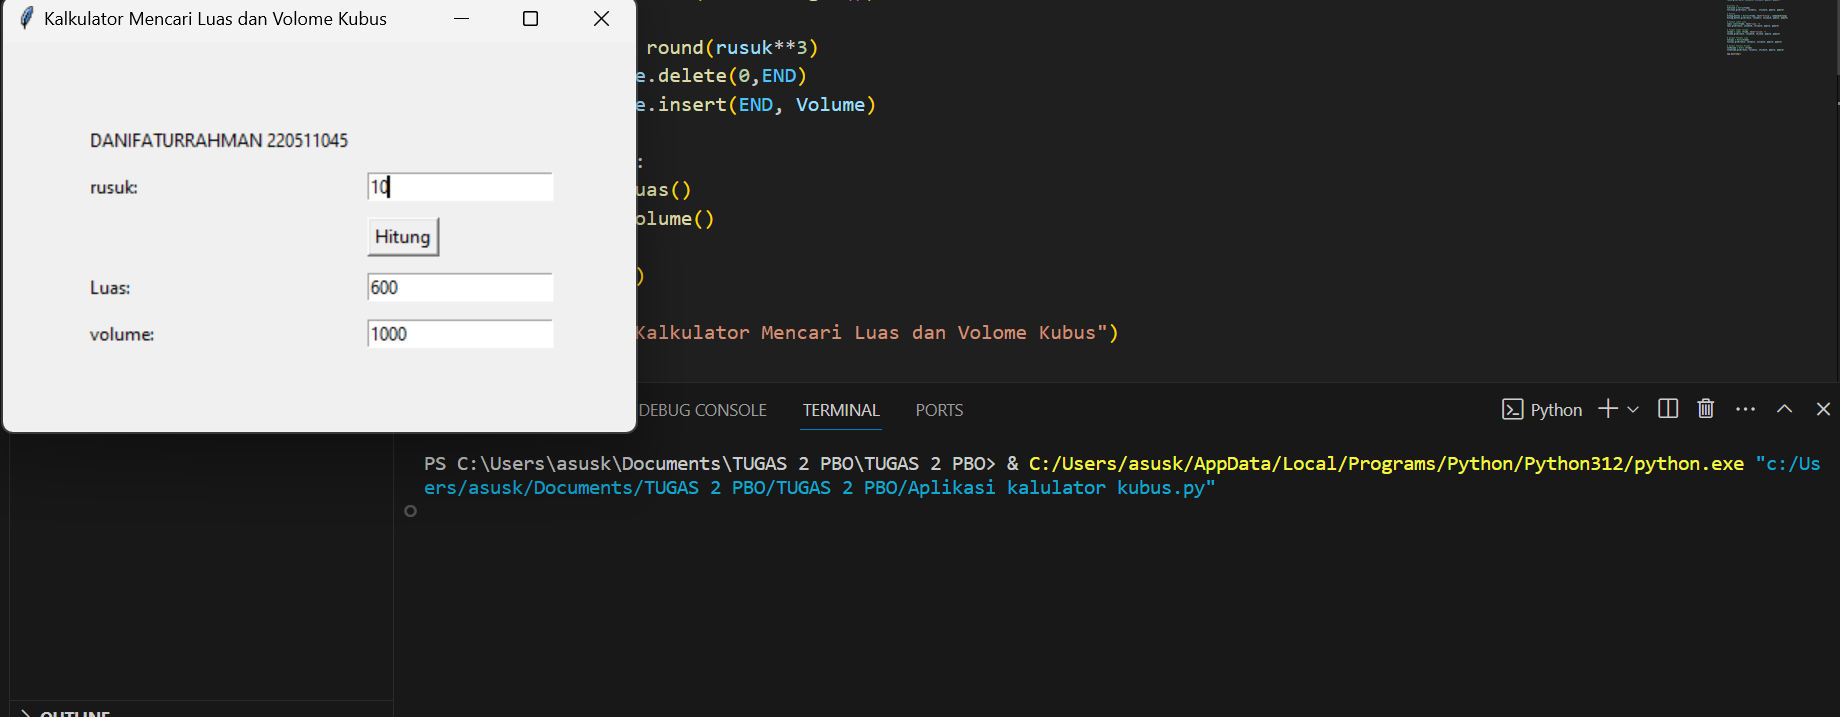 Kalkulator Mencari Luas dan Volome Kubus
DANIFATURRAHMAN 220511045
rusuk:
10
Hitung
Luas:
600
volume:
1000
round(rusuk**3)
e.delete(0,END)
e.insert(END, Volume)
:
uas()
olume()
)
Kalkulator Mencari Luas dan Volome Kubus")
DEBUG CONSOLE
TERMINAL
PORTS
Python
PS C:\Users\asusk\Documents\TUGAS 2 PBO\TUGAS 2 PBO> & C:/Users/asusk/AppData/Local/Programs/Python/Python312/python.exe "c:/Us
ers/asusk/Documents/TUGAS 2 PBO/TUGAS 2 PBO/Aplikasi kalulator kubus.py"
OUTLINE